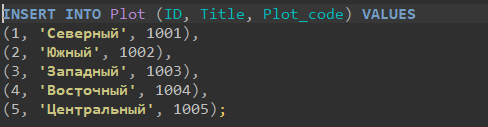 INSERT INTO Plot (ID, Title, Plot_code) VALUES
(1, 'Северный', 1001),
(2, 'Южный', 1002),
(3, 'Западный', 1003),
(4, 'Восточный', 1004),
(5, 'Центральный', 1005);